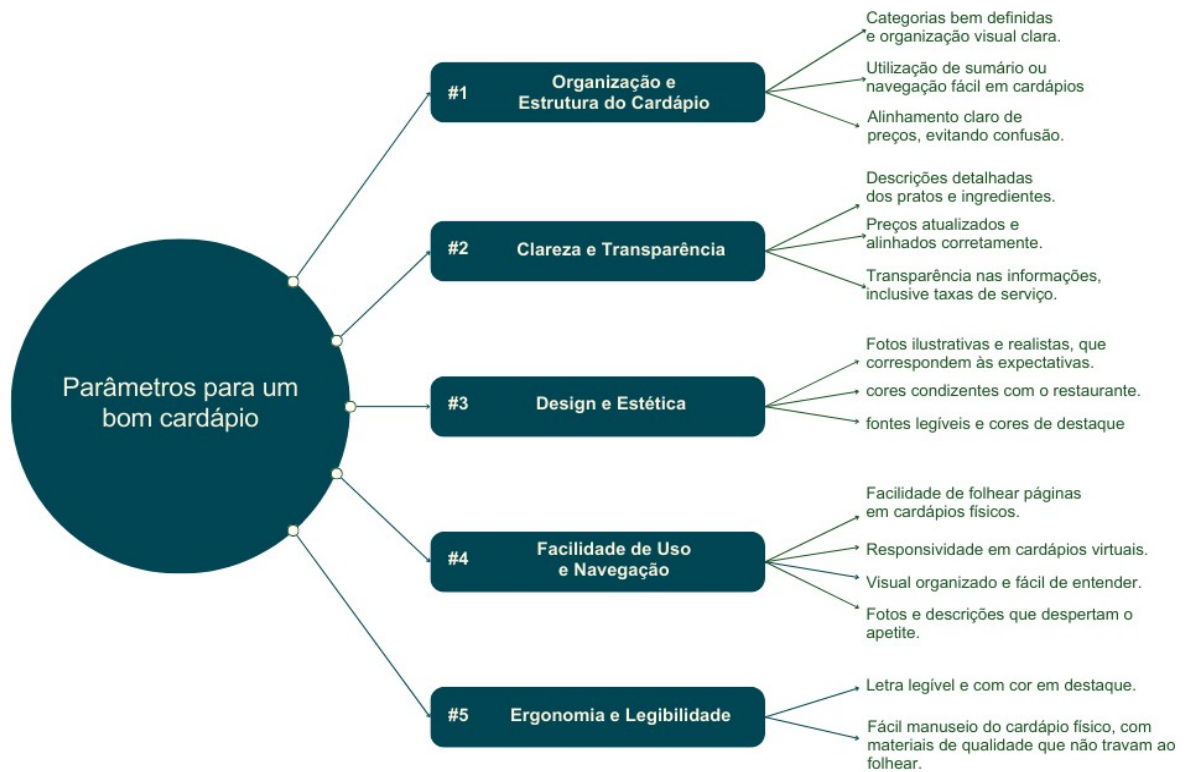 Parâmetros para um
bom cardápio
#1
Organização e
Estrutura do Cardápio
Categorias bem definidas
e organização visual clara.
Utilização de sumário ou
navegação fácil em cardápios
Alinhamento claro de
preços, evitando confusão.
#2
Clareza e Transparência
Descrições detalhadas
dos pratos e ingredientes.
Preços atualizados e
alinhados corretamente.
Transparência nas informações,
inclusive taxas de serviço.
#3
Design e Estética
Fotos ilustrativas e realistas, que
correspondem às expectativas.
cores condizentes com o restaurante.
fontes legíveis e cores de destaque
#4
Facilidade de Uso
e Navegação
Facilidade de folhear páginas
em cardápios físicos.
Responsividade em cardápios virtuais.
Visual organizado e fácil de entender.
Fotos e descrições que despertam o
apetite.
#5
Ergonomia e Legibilidade
Letra legível e com cor em destaque.
Fácil manuseio do cardápio físico, com
materiais de qualidade que não travam ao
folhear.